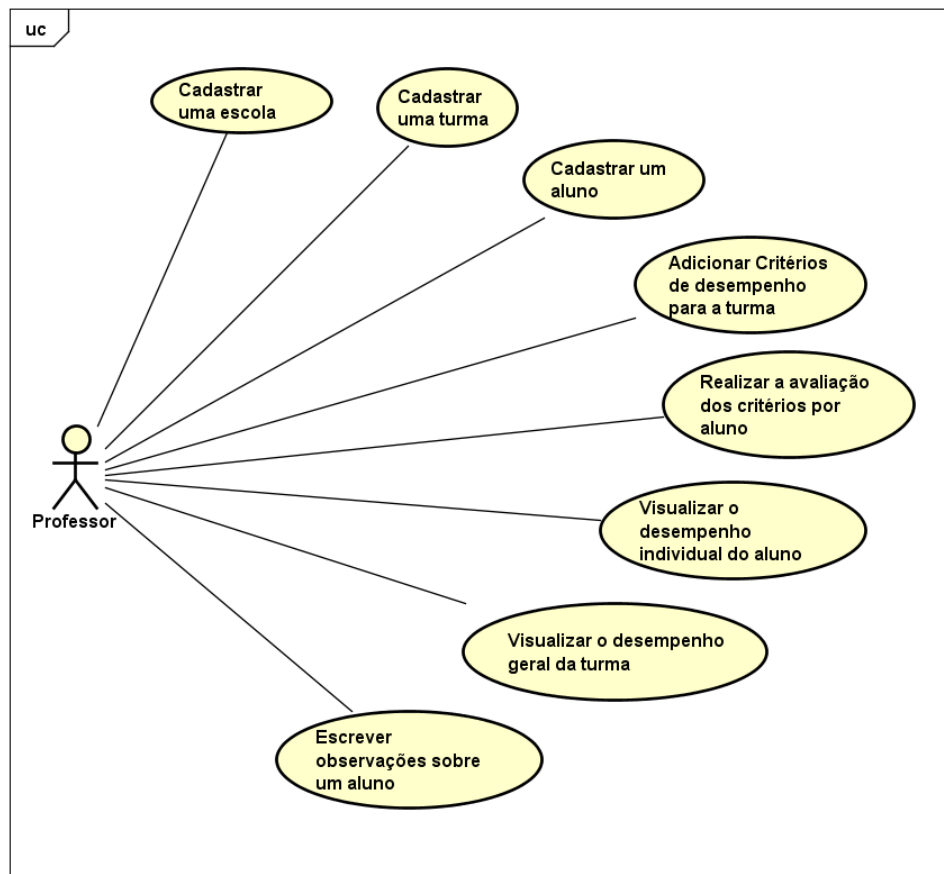 uc
Cadastrar
uma escola
Cadastrar
uma turma
Cadastrar um
aluno
Adicionar Critérios
de desempenho
para a turma
Realizar a avaliação
dos critérios por
aluno
Professor
Visualizar o
desempenho
individual do aluno
Visualizar o desempenho
geral da turma
Escrever
observações sobre
um aluno